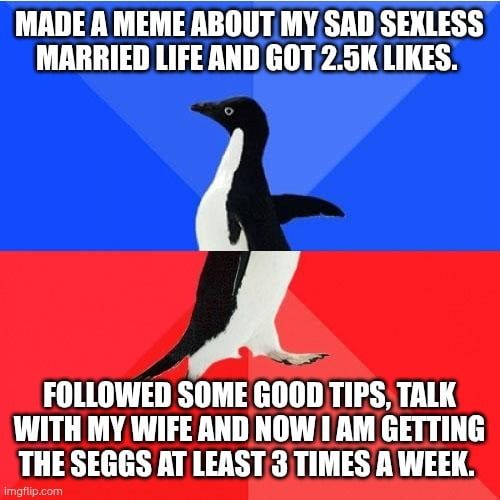 MADE A MEME ABOUT MY SAD SEXLESS
MARRIED LIFE AND GOT 2.5K LIKES.
FOLLOWED SOME GOOD TIPS, TALK
WITH MY WIFE AND NOW I AM GETTING
THE SEGGS AT LEAST 3 TIMES A WEEK.
imgflip.com